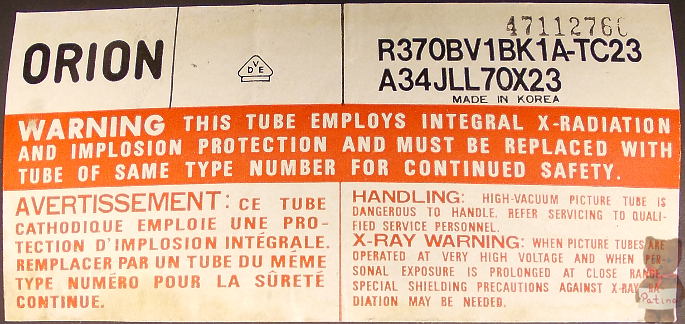 ORION
VDE
4711276
R370BV1BK1A-TC23
A34JLL70X23
MADE IN KOREA
WARNING THIS TUBE EMPLOYS INTEGRAL X-RADIATION
AND IMPLOSION PROTECTION AND MUST BE REPLACED WITH
TUBE OF SAME TYPE NUMBER FOR CONTINUED SAFETY.
AVERTISSEMENT: CE TUBE
CATHODIQUE EMPLOIE UNE PRO-
TECTION D'IMPLOSION INTÉGRALE.
REMPLACER PAR UN TUBE DU MÉME
TYPE NUMÉRO POUR LA SÛRETÉ
CONTINUE.
HANDLING: HIGH-VACUUM PICTURE TUBE IS
DANGEROUS TO HANDLE. REFER SERVICING TO QUALI-
FIED SERVICE PERSONNEL.
X-RAY WARNING: WHEN PICTURE TUBES ARE
OPERATED AT VERY HIGH VOLTAGE AND WHEN PER-
SONAL EXPOSURE IS PROLONGED AT CLOSE RANGE,
SPECIAL SHIELDING PRECAUTIONS AGAINST X-RAY RA-
DIATION MAY BE NEEDED.
Patina